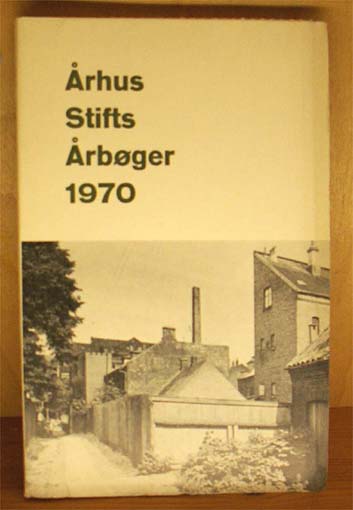 Århus
Stifts
Årbøger
1970